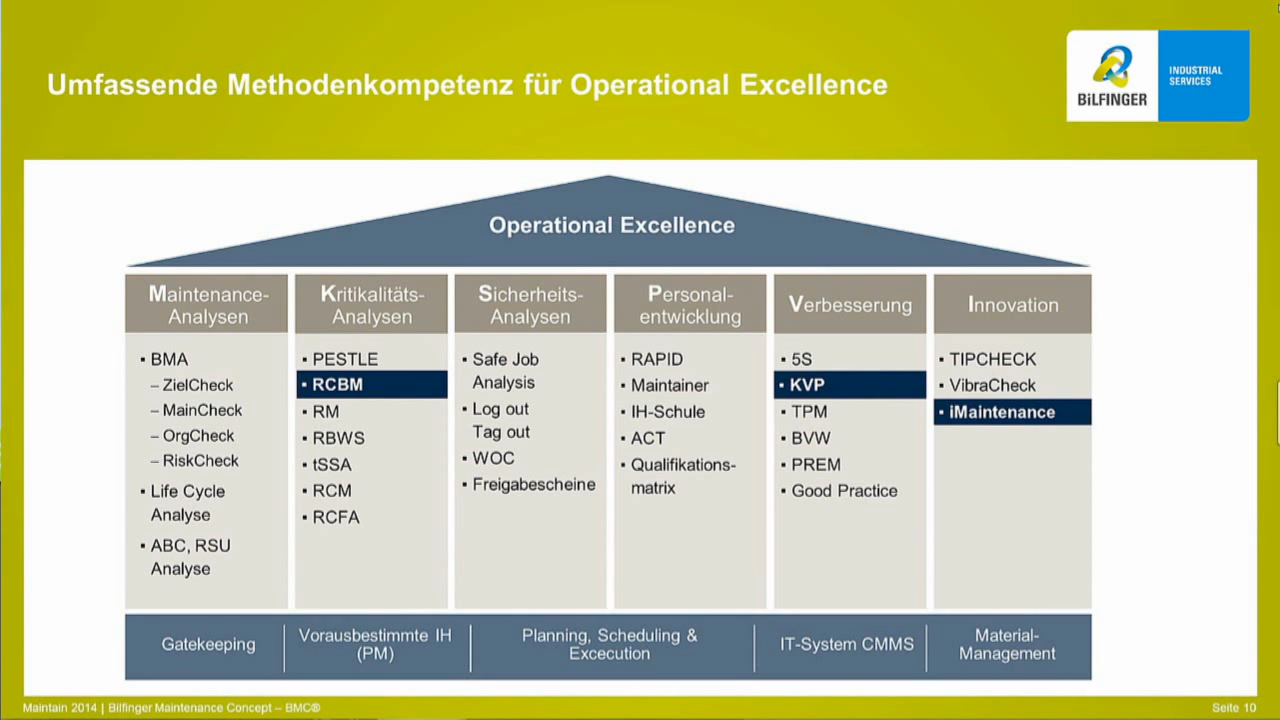 Umfassende Methodenkompetenz für Operational Excellence
BiLFINGER
INDUSTRIAL
SERVICES
Operational Excellence
Maintenance-
Analysen
▪ BMA
– ZielCheck
– MainCheck
– OrgCheck
– RiskCheck
▪ Life Cycle
Analyse
▪ ABC, RSU
Analyse
Kritikalitäts-
Analysen
▪ PESTLE
▪ RCBM
▪ RM
▪ RBWS
▪ tSSA
▪ RCM
▪ RCFA
Sicherheits-
Analysen
▪ Safe Job
Analysis
▪ Log out
Tag out
▪ WOC
▪ Freigabescheine
Personal-
entwicklung
▪ RAPID
▪ Maintainer
▪ IH-Schule
▪ ACT
▪ Qualifikations-
matrix
Verbesserung
▪ 5S
▪ KVP
▪ TPM
▪ BVW
▪ PREM
▪ Good Practice
Innovation
▪ TIPCHECK
▪ VibraCheck
▪ iMaintenance
Gatekeeping
Vorausbestimmte IH
(PM)
Planning, Scheduling &
Excecution
IT-System CMMS
Material-
Management
Maintain 2014 | Bilfinger Maintenance Concept – BMC®
Seite 10